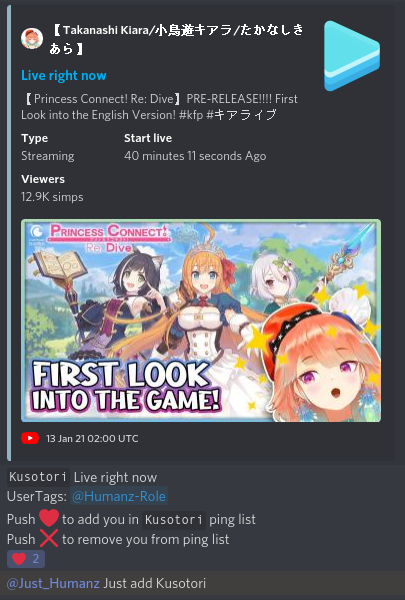 【Takanashi Kiara/小鳥遊キアラ/たかなしき
あら】
Live right now
【Princess Connect! Re: Dive】PRE-RELEASE!!!! First
Look into the English Version! #kfp #キアライブ
Type
Start live
Streaming
40 minutes 11 seconds Ago
Viewers
12.9K simps
PRINCESS CONNECT!
Re: Dive
FIRST LOOK
INTO THE GAME!
13 Jan 21 02:00 UTC
Kusotori Live right now
UserTags: @Humanz-Role
Push ❤ to add you in Kusotori ping list
Push ❌ to remove you from ping list
❤ 2
@Just_Humanz Just add Kusotori